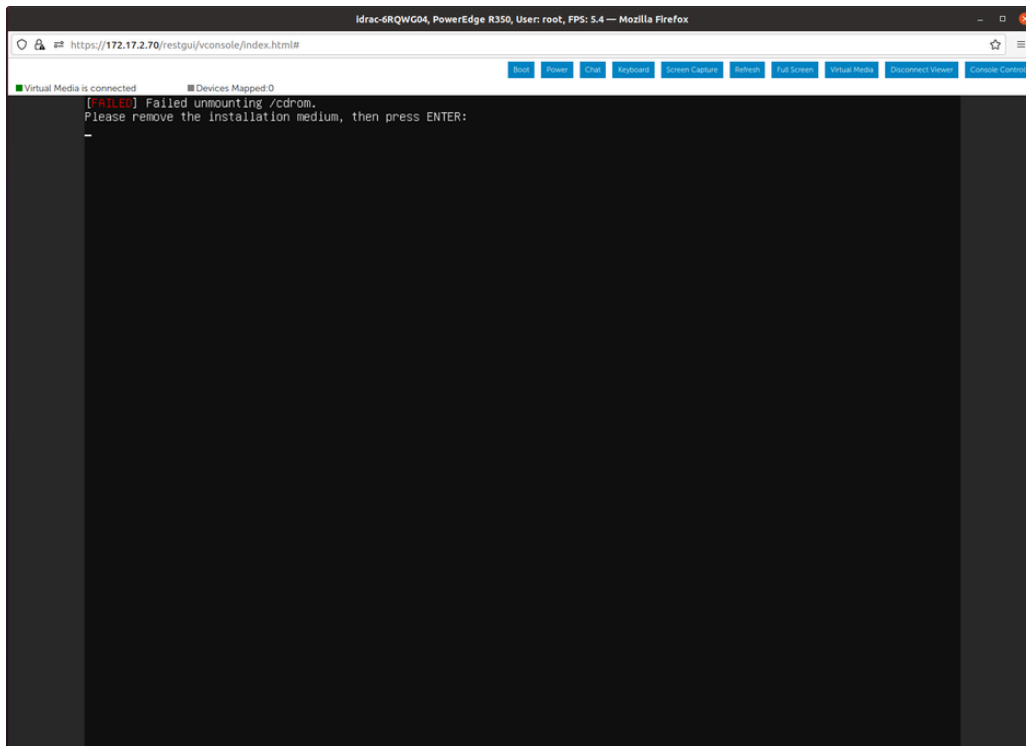 idrac-6RQWG04, PowerEdge R350, User: root, FPS: 5.4 — Mozilla Firefox
https://172.17.2.70/restgui/vconsole/index.html#
Boot Power Chat Keyboard Screen Capture Refresh Full Screen Virtual Media Disconnect Viewer Console Control
Virtual Media is connected Devices Mapped:0
[FAILED] Failed unmounting /cdrom.
Please remove the installation medium, then press ENTER: